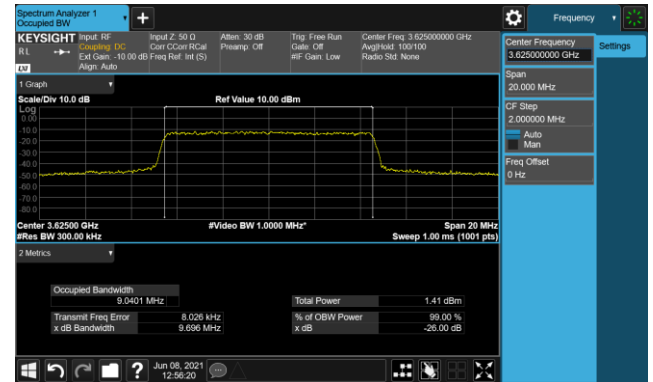 Spectrum Analyzer 1
Occupied BW
Frequency
KEYSIGHT Input: RF Input Z: 50 Ω Atten: 30 dB Trig: Free Run Center Freq: 3.625000000 GHz
R L Coupling: DC Corr CCorr RCal Preamp: Off Gate: Off Avg|Hold: 100/100
Ext Gain: -10.00 dB Freq Ref: Int (S) #IF Gain: Low Radio Std: None
LXI Align: Auto
Center Frequency
3.625000000 GHz
Settings
Span
20.000 MHz
CF Step
2.000000 MHz
Auto
Man
Freq Offset
0 Hz
1 Graph
Scale/Div 10.0 dB Ref Value 10.00 dBm
Log
0.00
-10.0
-20.0
-30.0
-40.0
-50.0
-60.0
-70.0
-80.0
Center 3.62500 GHz #Video BW 1.0000 MHz* Span 20 MHz
#Res BW 300.00 kHz Sweep 1.00 ms (1001 pts)
2 Metrics
Occupied Bandwidth
9.0401 MHz Total Power 1.41 dBm
Transmit Freq Error 8.026 kHz % of OBW Power 99.00 %
x dB Bandwidth 9.696 MHz x dB -26.00 dB
? Jun 08, 2021
12:56:20